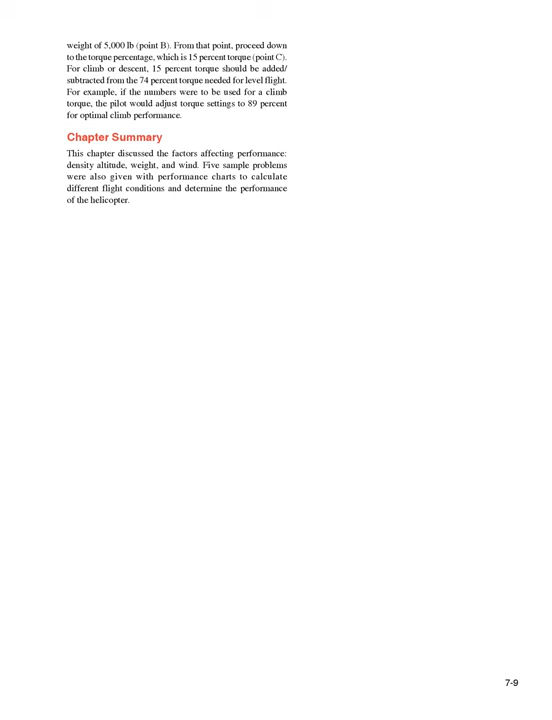 weight of 5,000 lb (point B). From that point, proceed down
to the torque percentage, which is 15 percent torque (point C).
For climb or descent, 15 percent torque should be added/
subtracted from the 74 percent torque needed for level flight.
For example, if the numbers were to be used for a climb
torque, the pilot would adjust torque settings to 89 percent
for optimal climb performance.
Chapter Summary
This chapter discussed the factors affecting performance:
density altitude, weight, and wind. Five sample problems
were also given with performance charts to calculate
different flight conditions and determine the performance
of the helicopter.
7-9